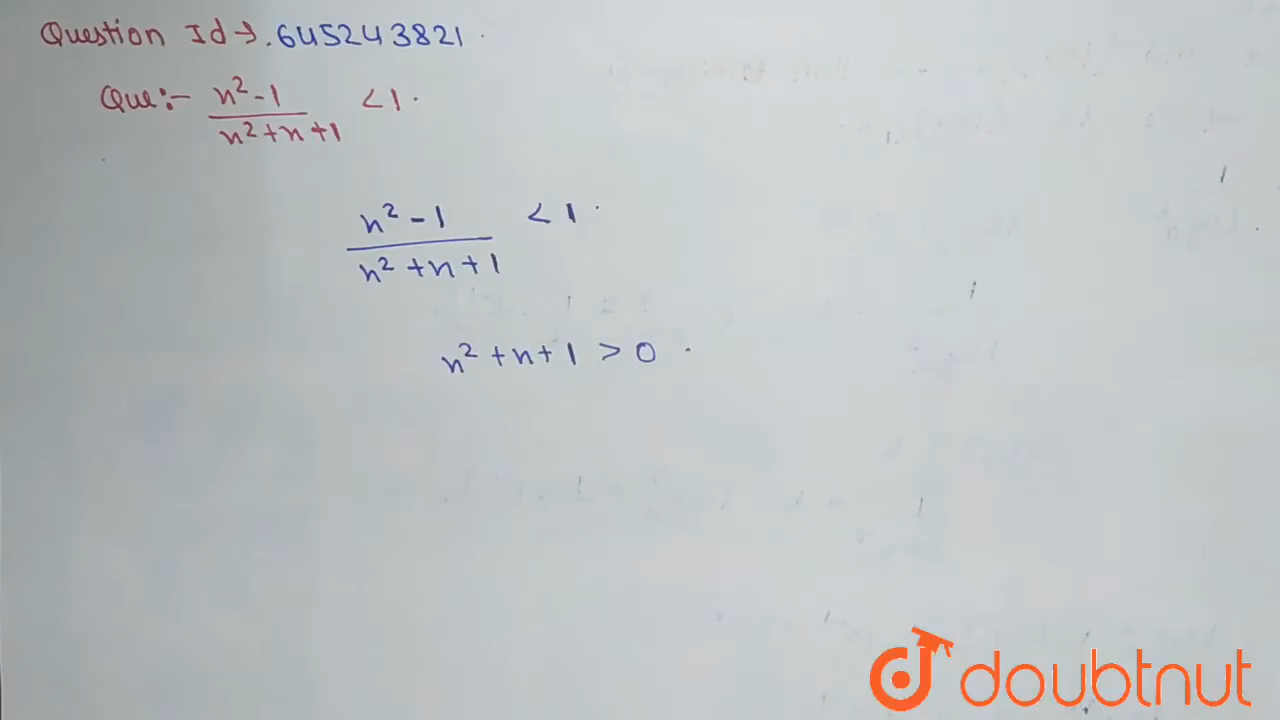 Question Id → 645243821.
Que:- n²-1 / n²+n+1 < 1.
n²-1 / n²+n+1 < 1.
n²+n+1 > 0.
doubtnut